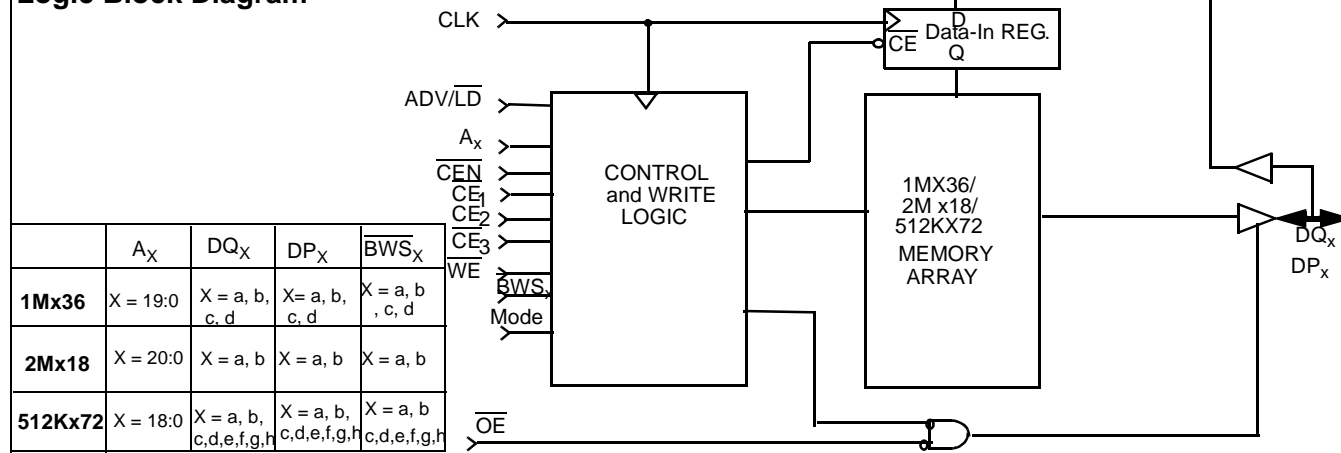 Logic Block Diagram
CLK
D
CE Data-In REG.
Q
ADV/LD
Ax
CEN
CE1
CE2
CE3
WE
BWSx
Mode
CONTROL
and WRITE
LOGIC
1MX36/
2M x18/
512KX72
MEMORY
ARRAY
DQx
DPx
OE
AX DQX DPX BWSX
1Mx36 X = 19:0 X = a, b, c, d X= a, b, c, d X = a, b , c, d
2Mx18 X = 20:0 X = a, b X = a, b X = a, b
512Kx72 X = 18:0 X = a, b, c,d,e,f,g,h X = a, b, c,d,e,f,g,h X = a, b c,d,e,f,g,h